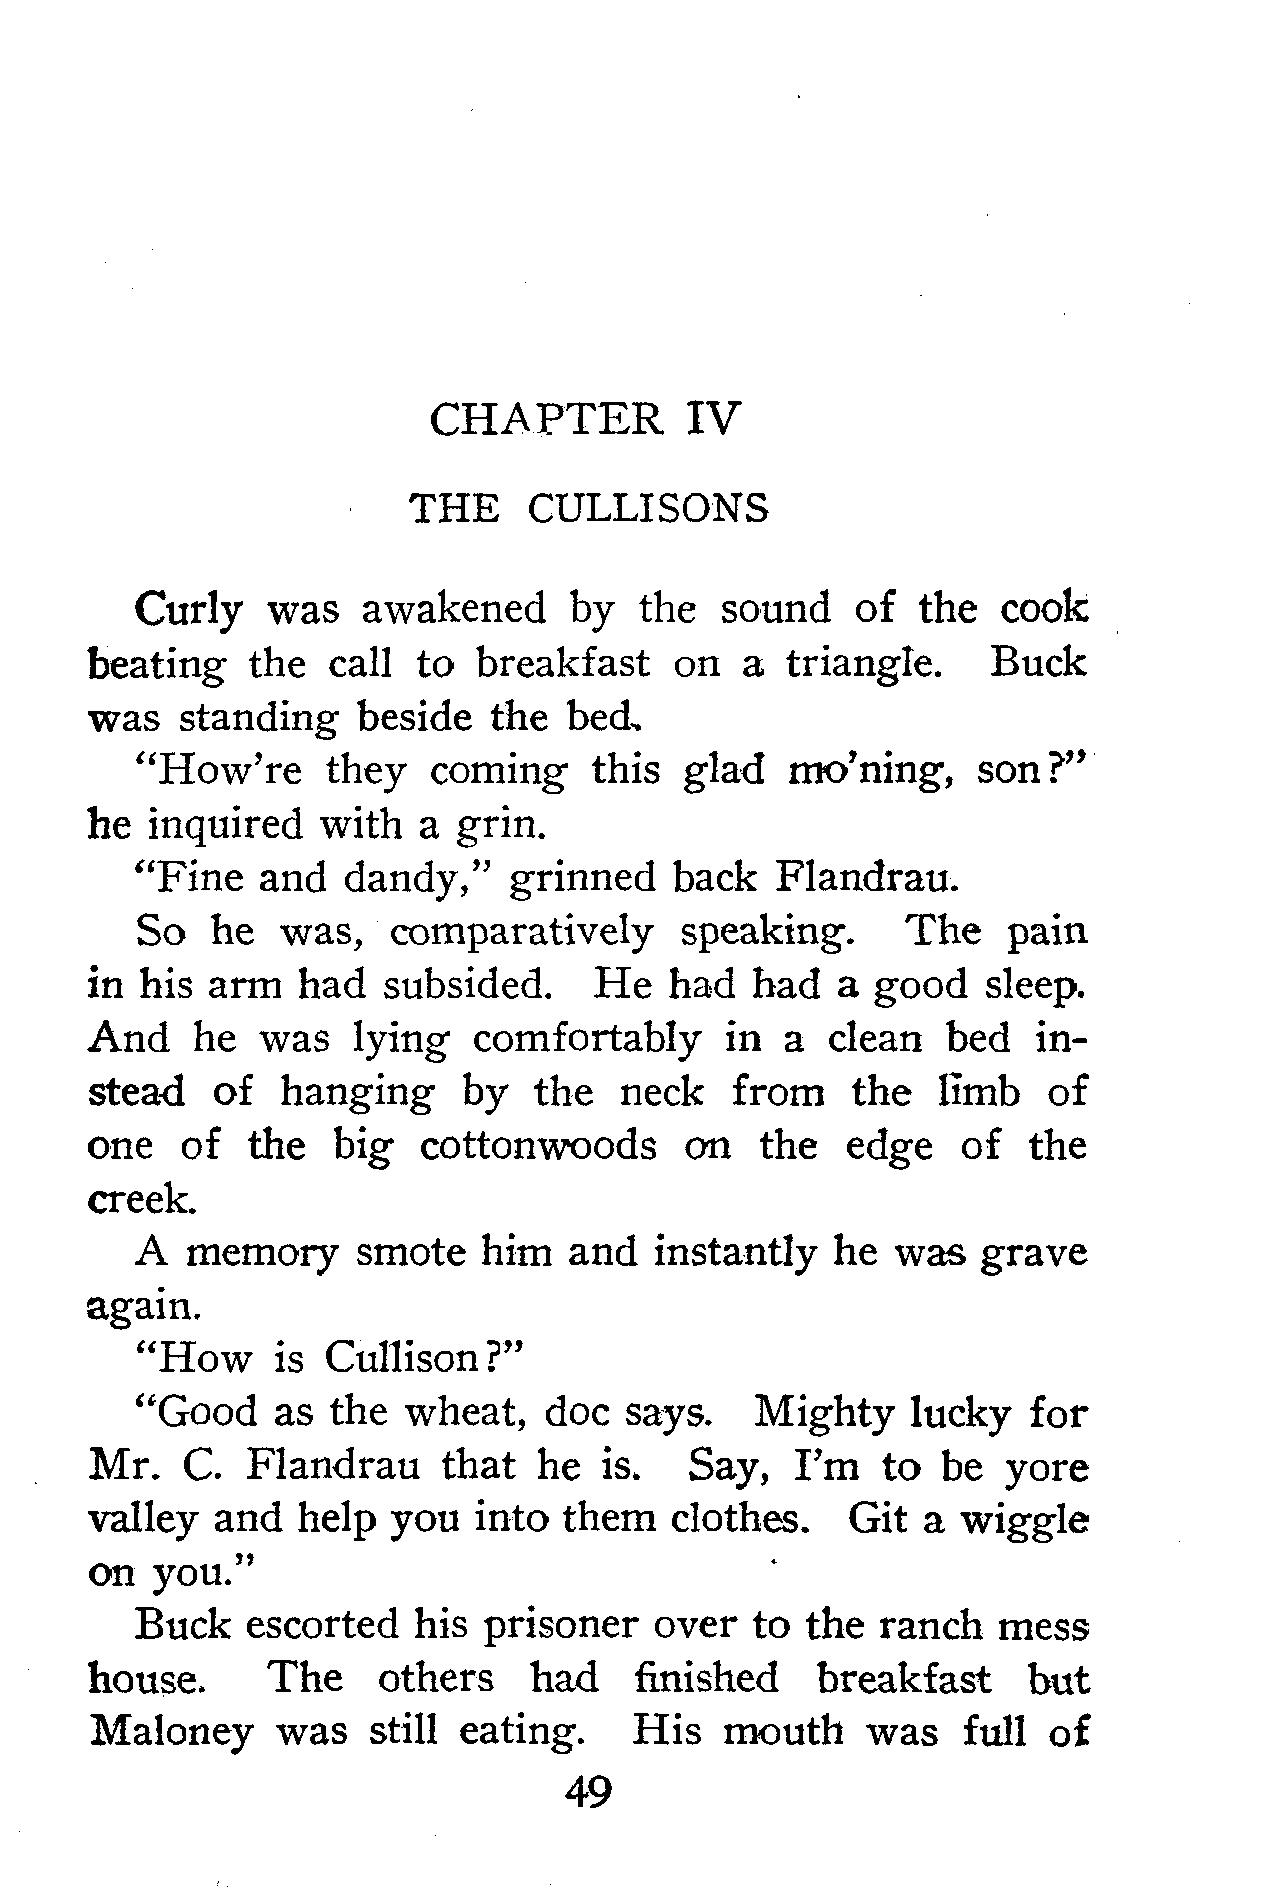 CHAPTER IV
THE CULLISONS
Curly was awakened by the sound of the cook
beating the call to breakfast on a triangle. Buck
was standing beside the bed.
“How’re they coming this glad mo’ning, son?”
he inquired with a grin.
“Fine and dandy,” grinned back Flandrau.
So he was, comparatively speaking. The pain
in his arm had subsided. He had had a good sleep.
And he was lying comfortably in a clean bed in-
stead of hanging by the neck from the limb of
one of the big cottonwoods on the edge of the
creek.
A memory smote him and instantly he was grave
again.
“How is Cullison?”
“Good as the wheat, doc says. Mighty lucky for
Mr. C. Flandrau that he is. Say, I’m to be yore
valley and help you into them clothes. Git a wiggle
on you.”
Buck escorted his prisoner over to the ranch mess
house. The others had finished breakfast but
Maloney was still eating. His mouth was full of
49